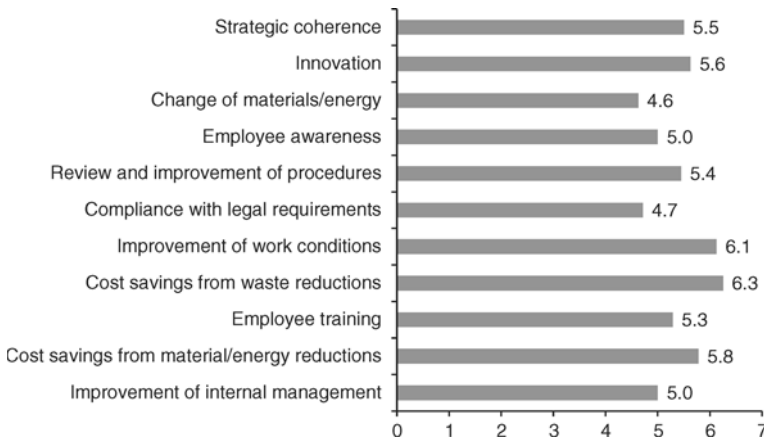 Strategic coherence 5.5
Innovation 5.6
Change of materials/energy 4.6
Employee awareness 5.0
Review and improvement of procedures 5.4
Compliance with legal requirements 4.7
Improvement of work conditions 6.1
Cost savings from waste reductions 6.3
Employee training 5.3
Cost savings from material/energy reductions 5.8
Improvement of internal management 5.0
0 1 2 3 4 5 6 7